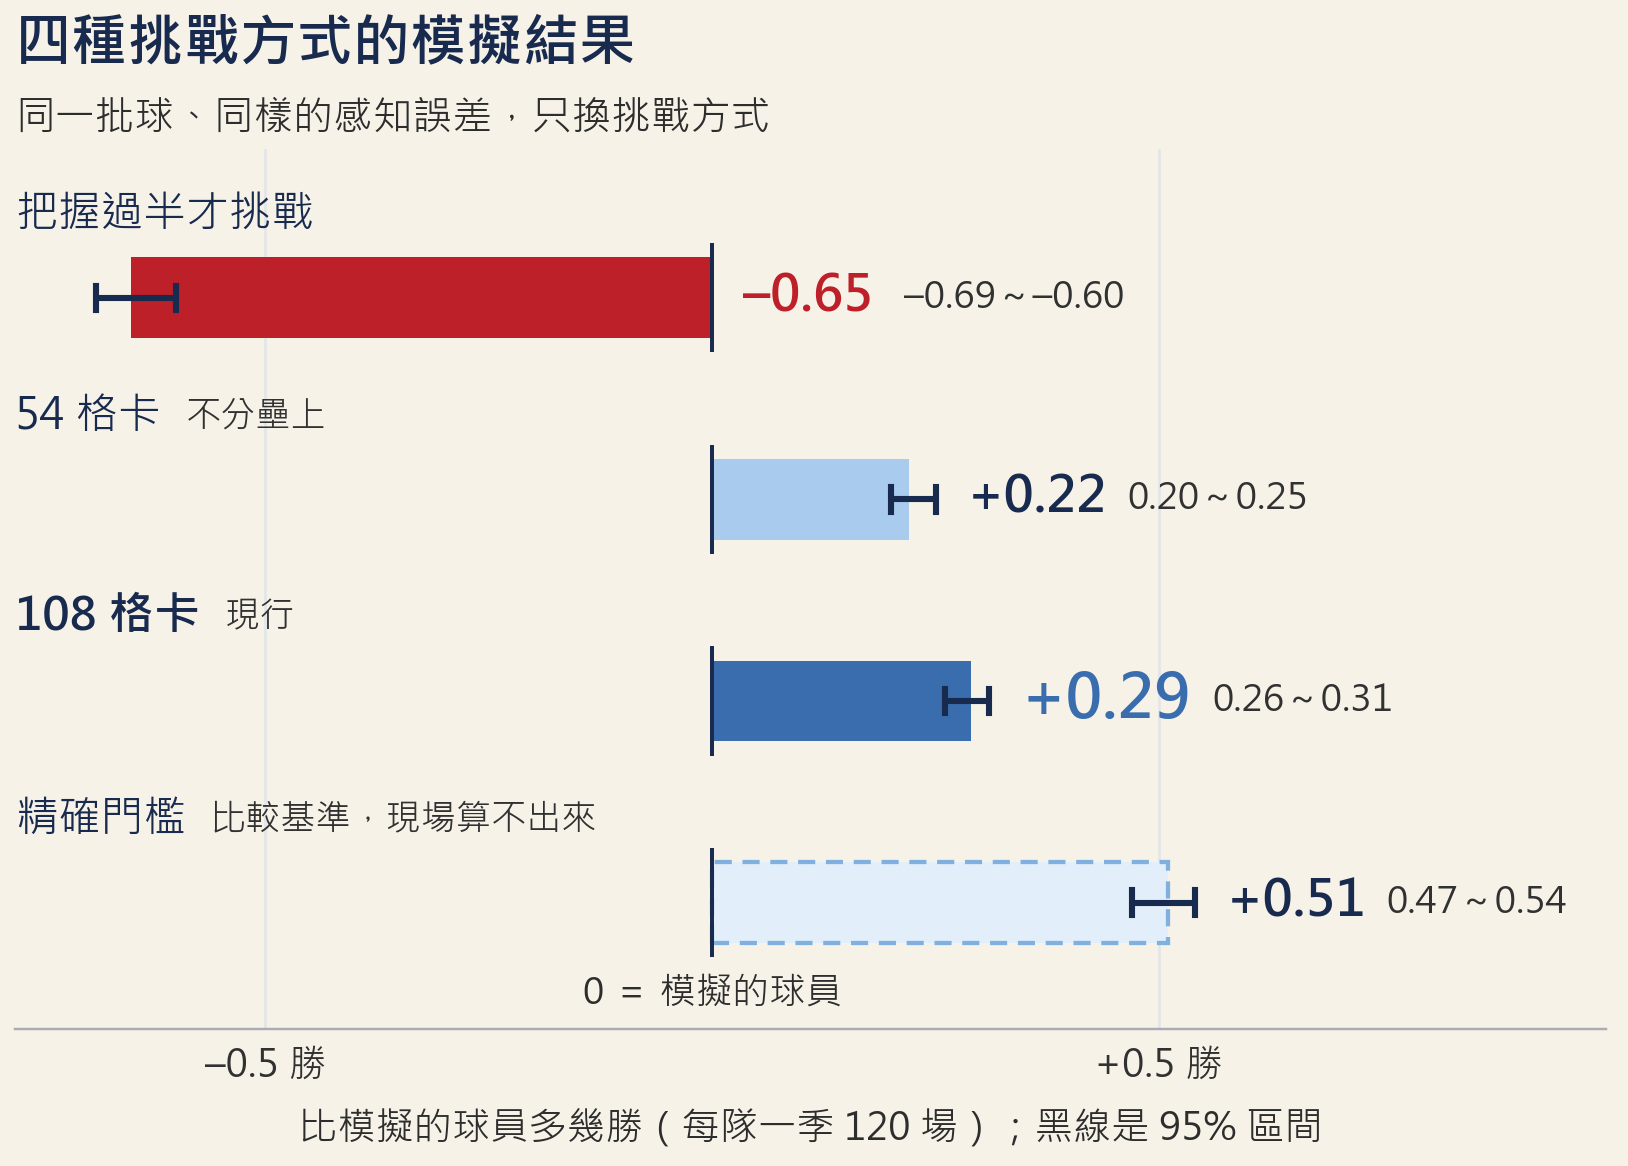 四種挑戰方式的模擬結果
同一批球、同樣的感知誤差，只換挑戰方式
把握過半才挑戰
−0.65 −0.69～−0.60
54 格卡 不分壘上
+0.22 0.20～0.25
108 格卡 現行
+0.29 0.26～0.31
精確門檻 比較基準，現場算不出來
+0.51 0.47～0.54
0 = 模擬的球員
−0.5 勝 +0.5 勝
比模擬的球員多幾勝（每隊一季 120 場）；黑線是 95% 區間